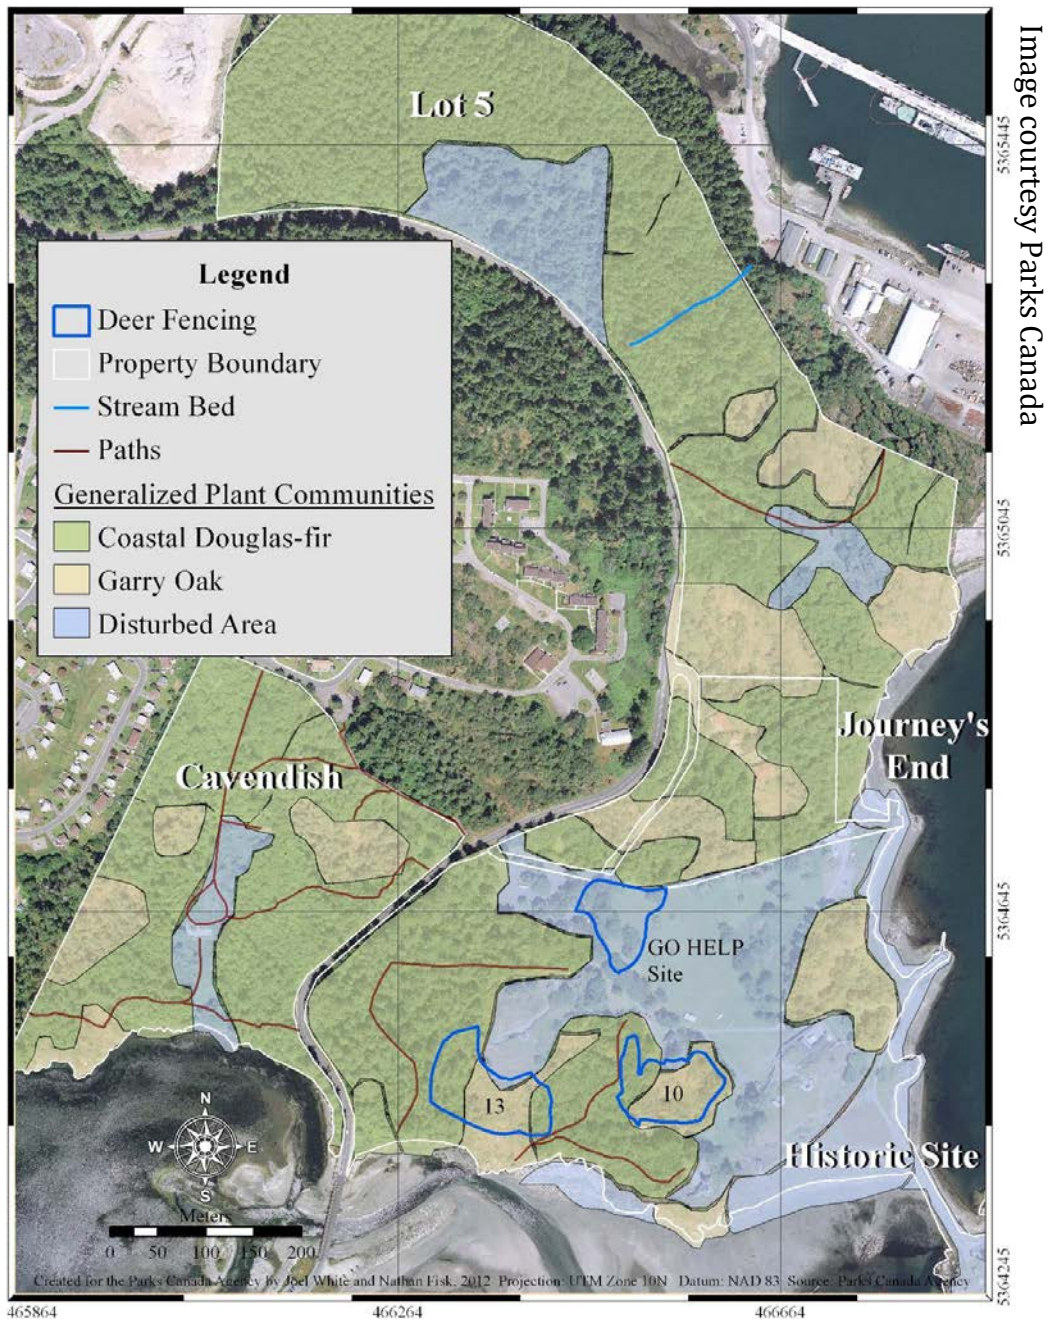 Lot 5
Legend
Deer Fencing
Property Boundary
Stream Bed
Paths
Generalized Plant Communities
Coastal Douglas-fir
Garry Oak
Disturbed Area
Journey's
End
Cavendish
GO HELP
Site
13
10
Historic Site
N
W
E
S
Meters
0 50 100 150 200
Created for the Parks Canada Agency by Joel White and Nathan Fisk. 2012 Projection: UTM Zone 10N Datum: NAD 83 Source: Parks Canada Agency
465864
466264
466664
5365445
5365045
5364645
5364245
Image courtesy Parks Canada